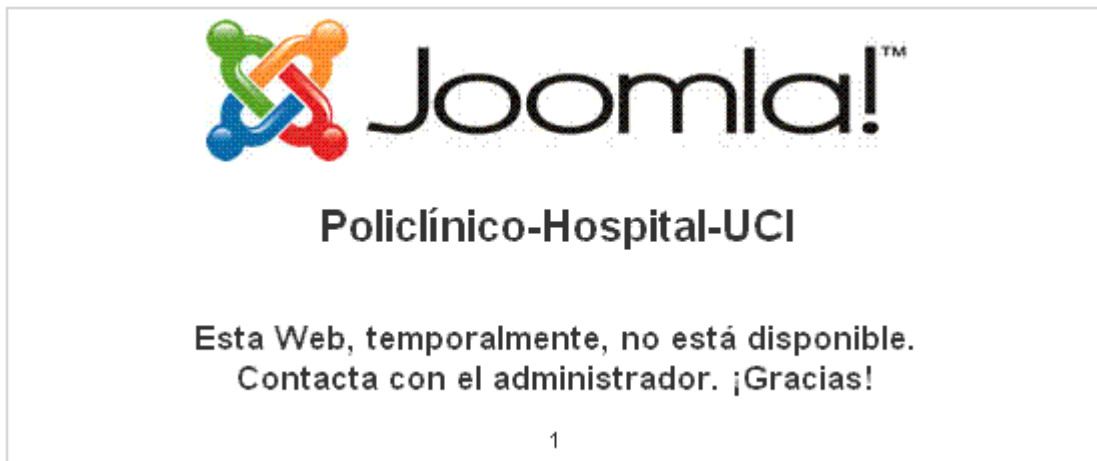 Joomla!™
Policlínico-Hospital-UCI
Esta Web, temporalmente, no está disponible.
Contacta con el administrador. ¡Gracias!
1